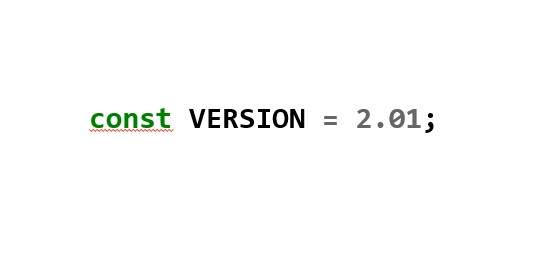 const VERSION = 2.01;